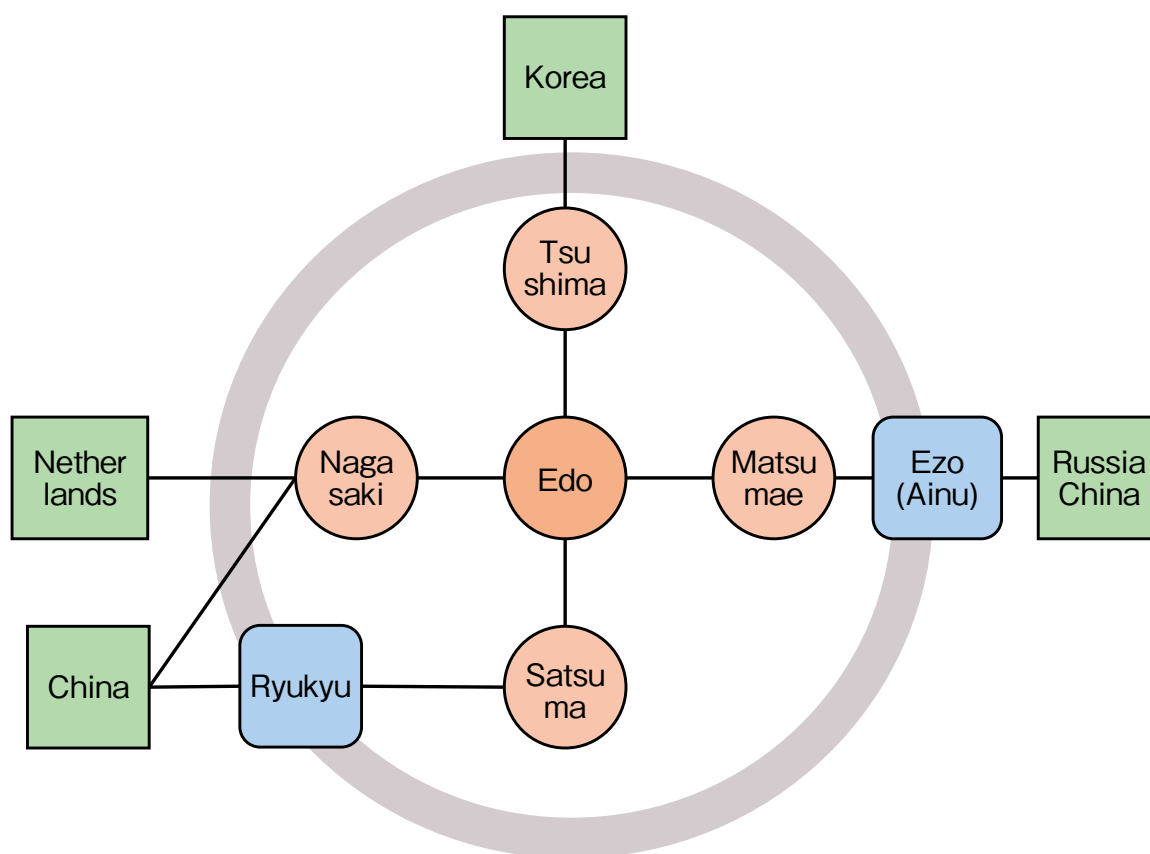 Korea
Tsu
shima
Nether
lands
Naga
saki
Edo
Matsu
mae
Ezo
(Ainu)
Russia
China
China
Ryukyu
Satsu
ma